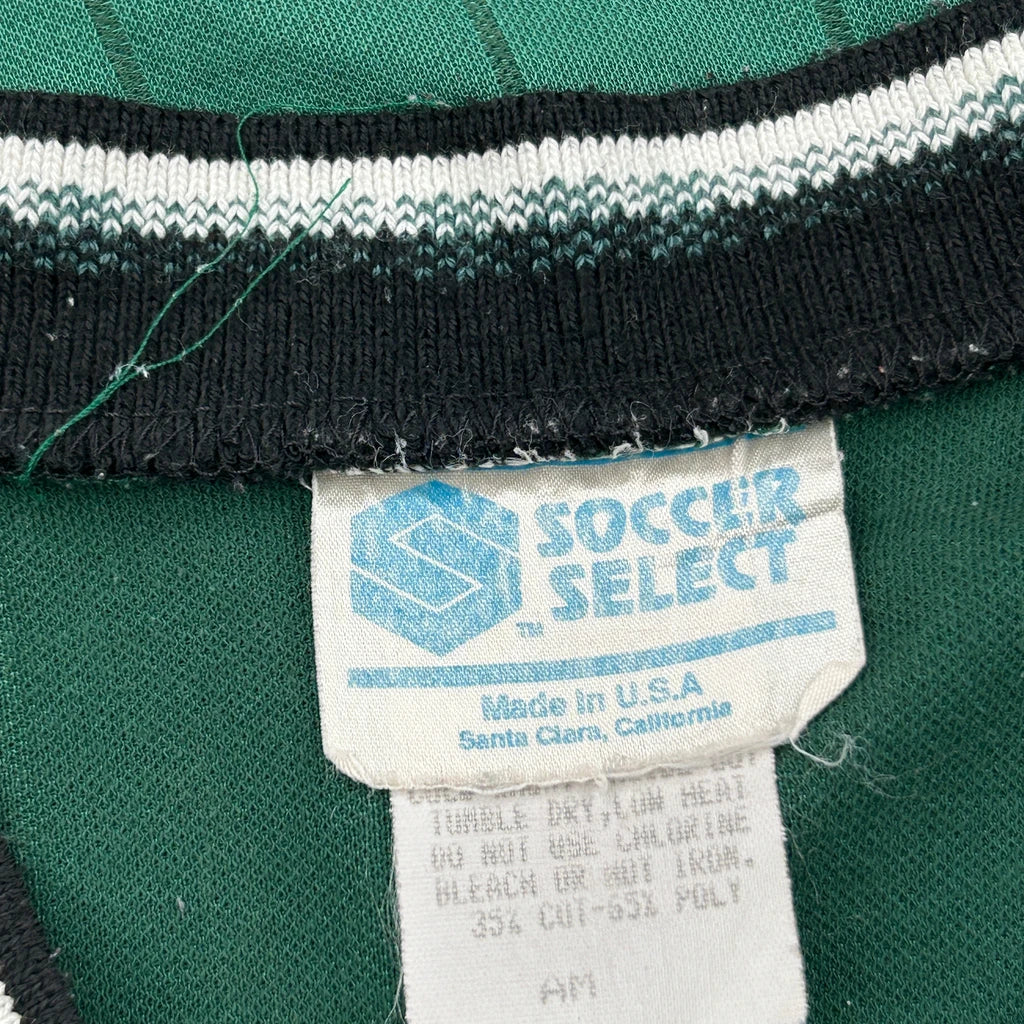 SOCCER
SELECT
TM
Made in U.S.A
Santa Clara, California
TUMBLE DRY, LOW HEAT
DO NOT USE CHLORINE
BLEACH OR HOT IRON.
35% COT-65% POLY
AM